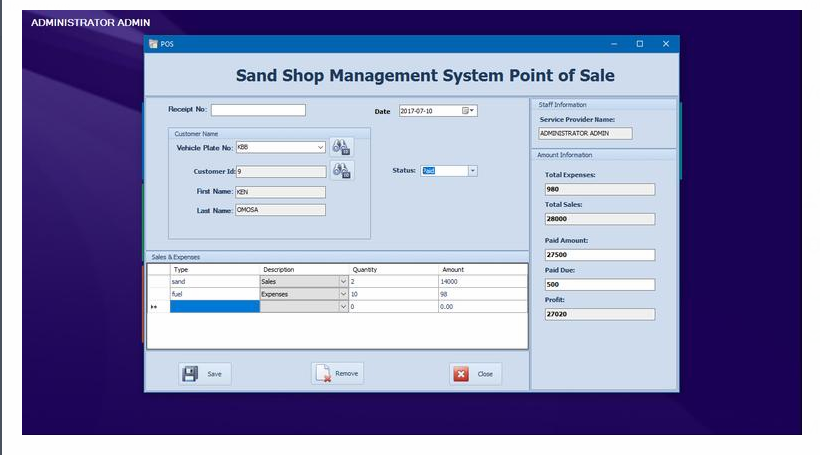 ADMINISTRATOR ADMIN
POS
Sand Shop Management System Point of Sale
Receipt No:
Date 2017-07-10
Customer Name
Vehicle Plate No: KBB
Customer Id: 9
Status: Paid
First Name: KEN
Last Name: OMOSA
Staff Information
Service Provider Name:
ADMINISTRATOR ADMIN
Amount Information
Total Expenses:
980
Total Sales:
28000
Paid Amount:
27500
Paid Due:
500
Profit:
27020
Sales & Expenses
Type Description Quantity Amount
sand Sales 2 14000
fuel Expenses 10 98
0 0.00
Save Remove Close